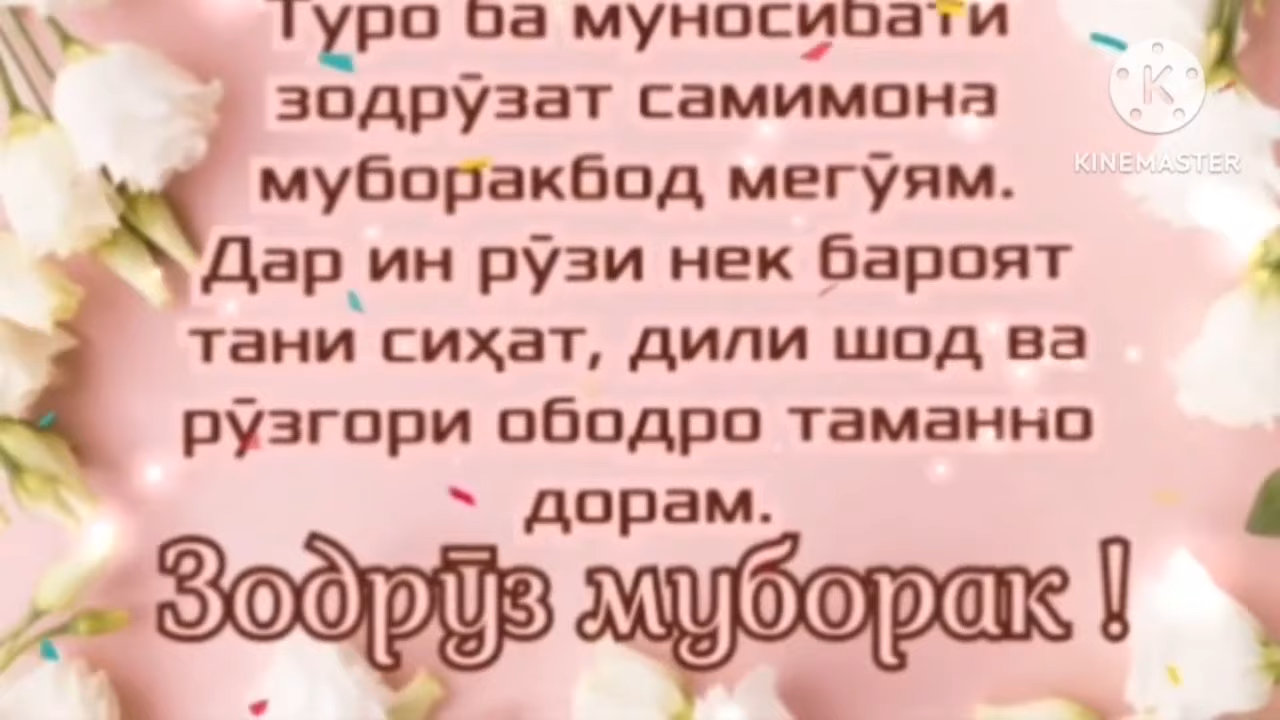 Туро ба муносибати
зодрӯзат самимона
муборакбод мегӯям.
Дар ин рӯзи нек бароят
тани сиҳат, дили шод ва
рӯзгори ободро таманно
дорам.
Зодрӯз муборак !
K
KINEMASTER